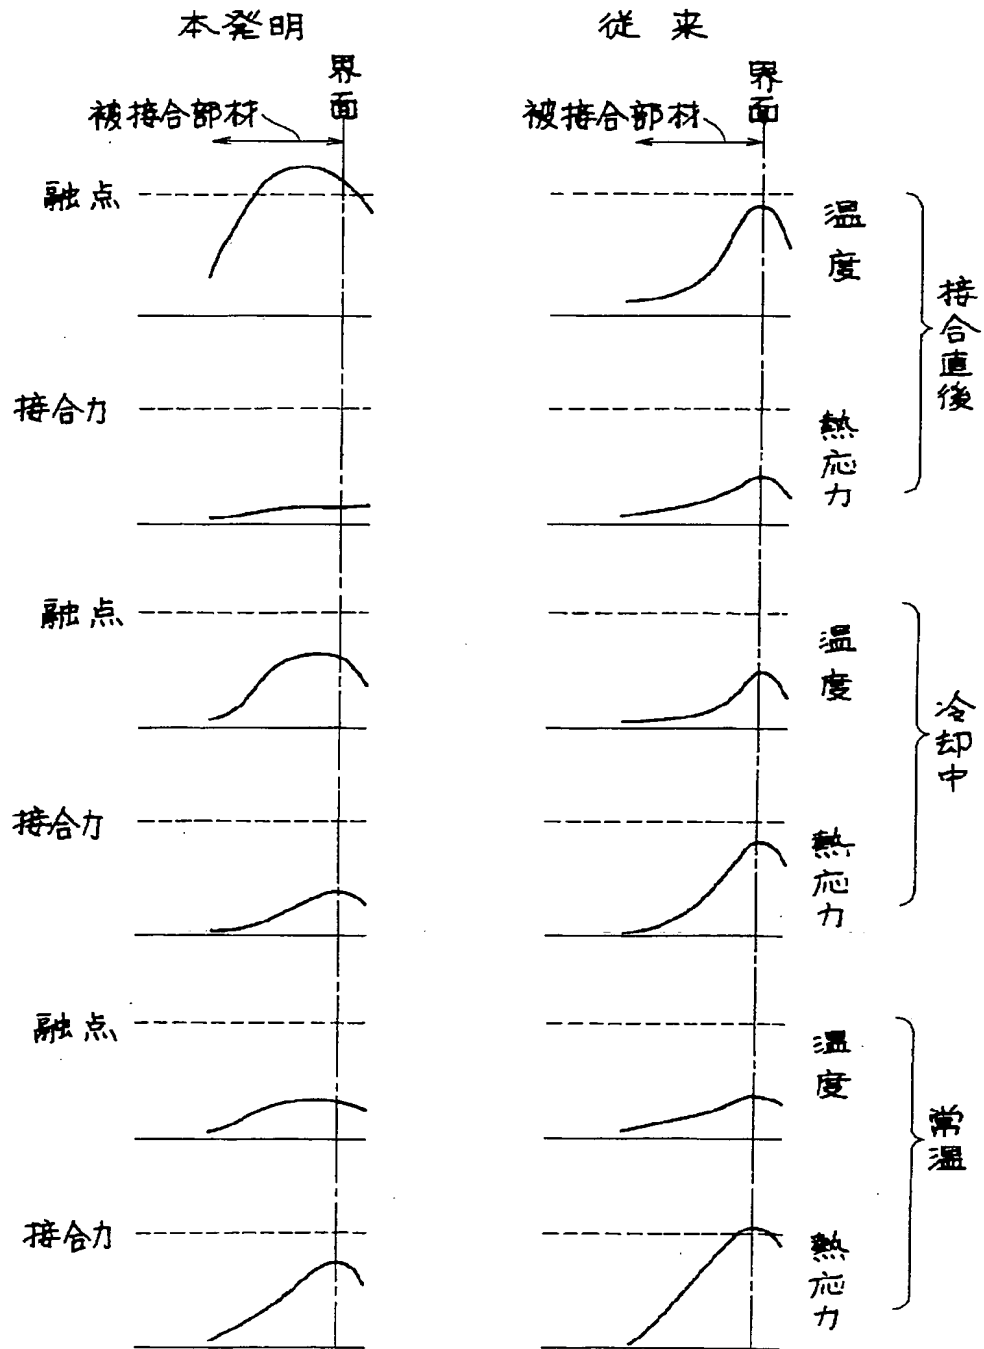 本発明
従来
界面
界面
被接合部材
被接合部材
融点
温度
接合直後
接合力
熱応力
融点
温度
冷却中
接合力
熱応力
融点
温度
常温
接合力
熱応力